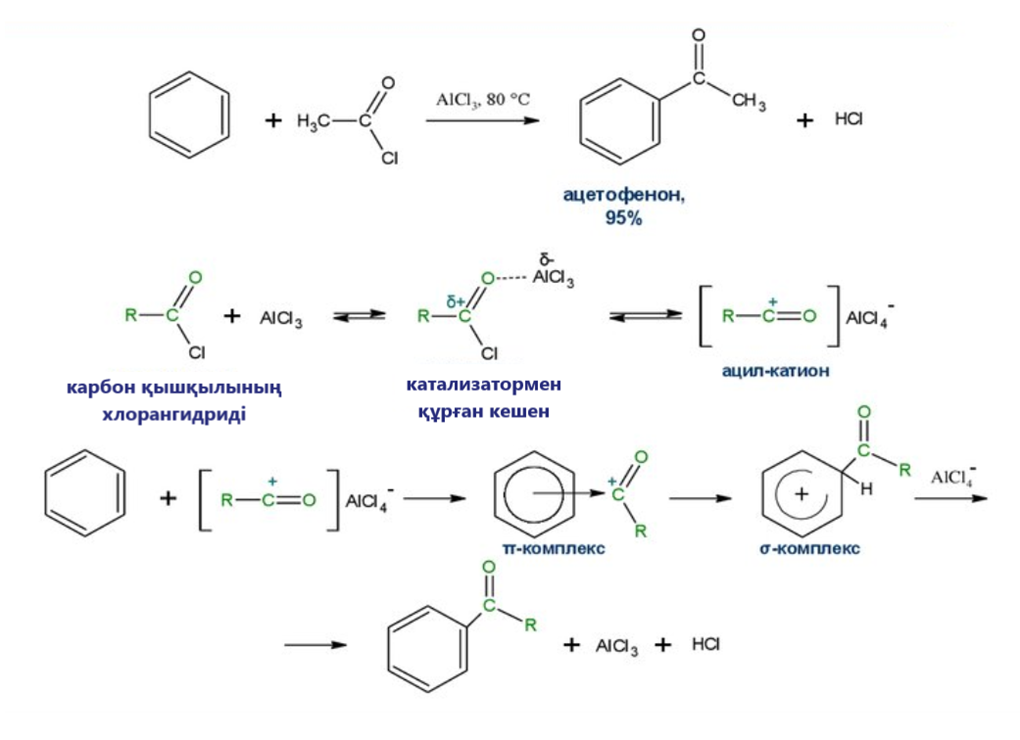 + H₃C C O Cl AlCl₃, 80 °C O C CH₃ + HCl
ацетофенон,
95%
R C O Cl + AlCl₃ R C δ+ O Cl δ- AlCl₃ [ R C + O ] AlCl₄⁻
карбон қышқылының
хлорангидриді
катализатормен
құрған кешен
ацил-катион
+ [ R C + O ] AlCl₄⁻ + C O R + O C R H AlCl₄⁻
π-комплекс
σ-комплекс
O C R + AlCl₃ + HCl